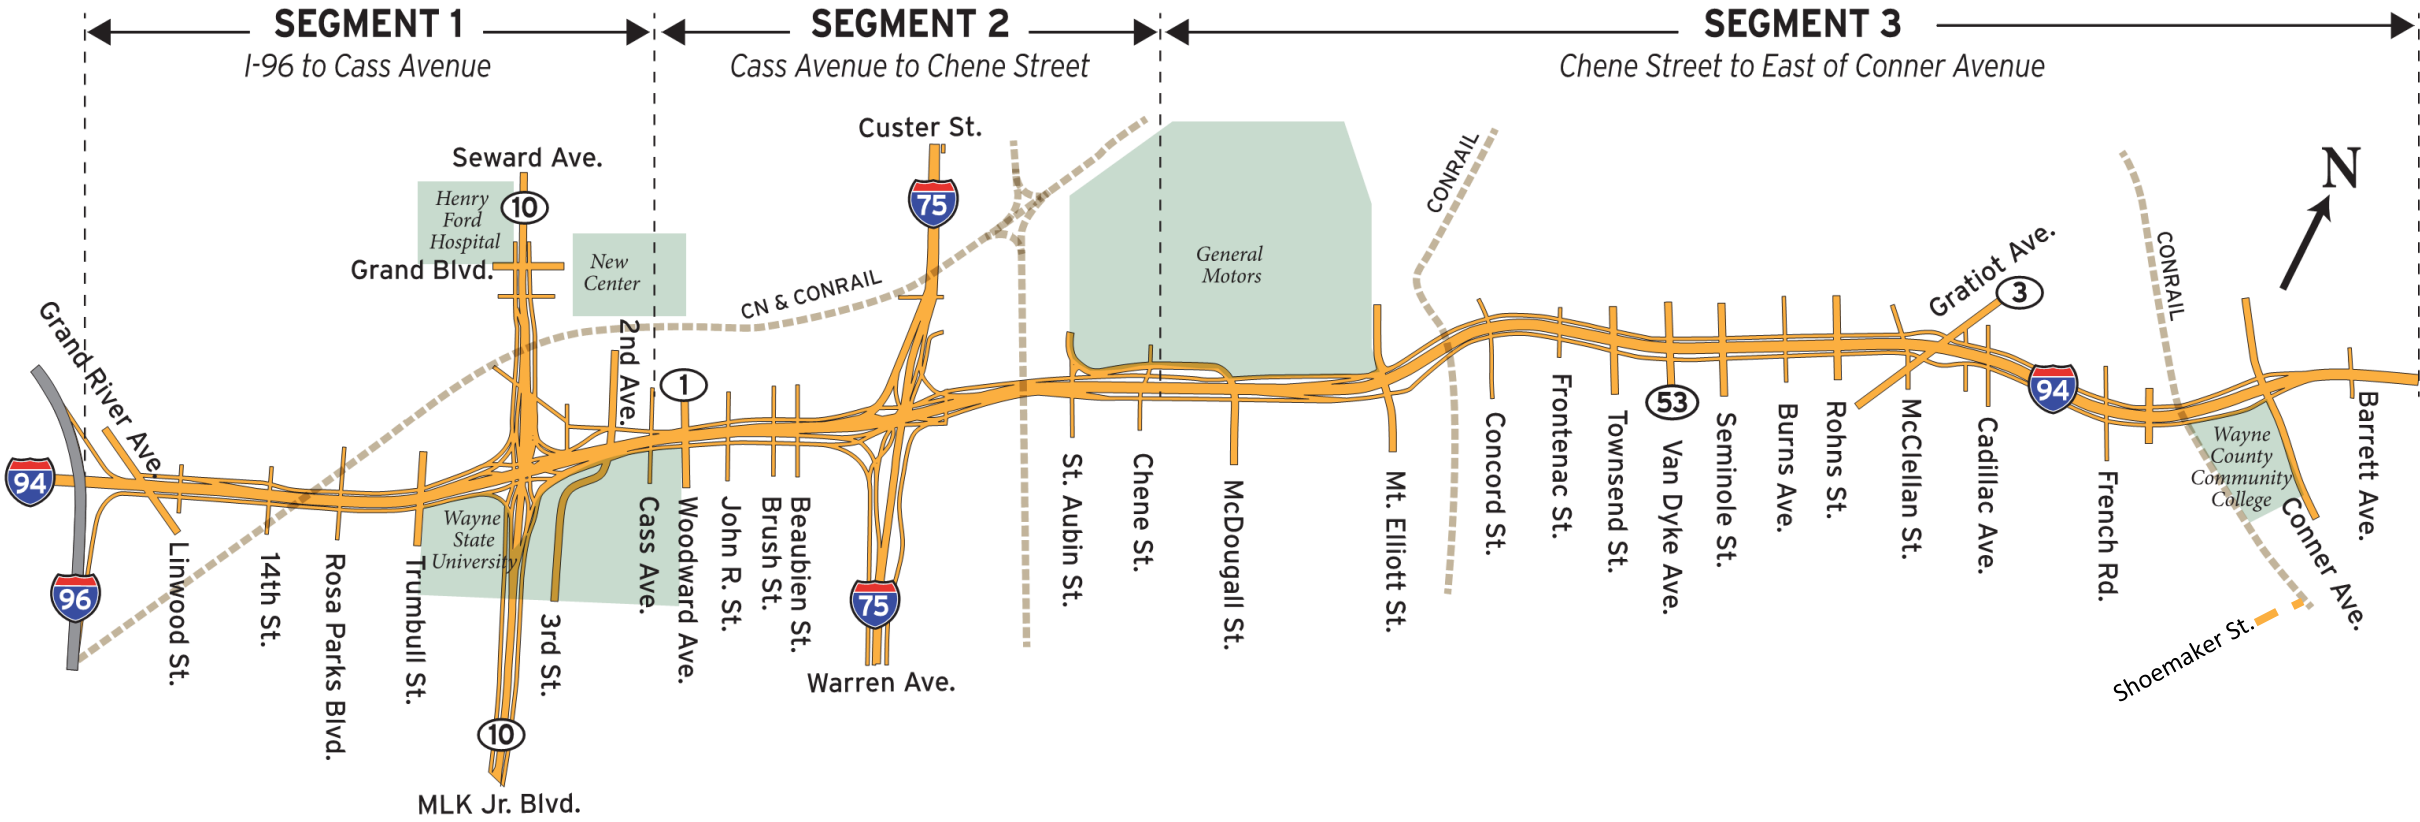 SEGMENT 1
I-96 to Cass Avenue
SEGMENT 2
Cass Avenue to Chene Street
SEGMENT 3
Chene Street to East of Conner Avenue
Custer St.
Seward Ave.
Henry
Ford
Hospital
10
Grand Blvd.
New
Center
75
CN & CONRAIL
General
Motors
CONRAIL
N
CONRAIL
Gratiot Ave.
3
Grand River Ave.
2nd Ave.
1
94
53
94
96
Linwood St.
14th St.
Rosa Parks Blvd.
Trumbull St.
Wayne
State
University
3rd St.
Cass Ave.
Woodward Ave.
John R. St.
Brush St.
Beaubien St.
75
Warren Ave.
St. Aubin St.
Chene St.
McDougall St.
Mt. Elliott St.
Concord St.
Frontenac St.
Townsend St.
Van Dyke Ave.
Seminole St.
Burns Ave.
Rohns St.
McClellan St.
Cadillac Ave.
French Rd.
Wayne
County
Community
College
Conner Ave.
Barrett Ave.
Shoemaker St.
10
MLK Jr. Blvd.